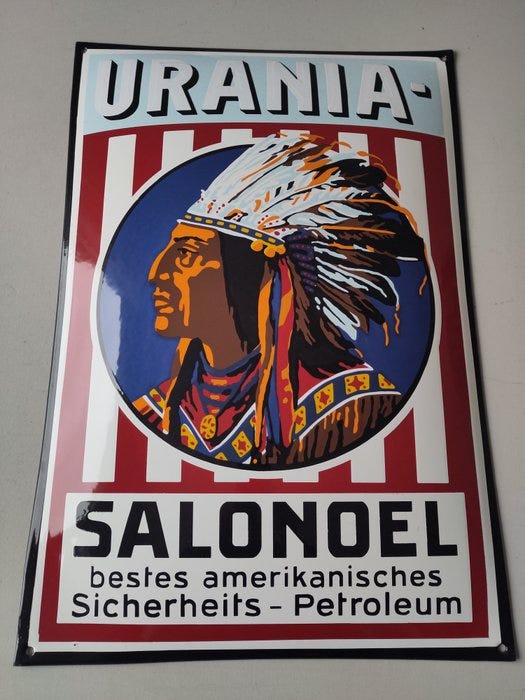 URANIA-
SALONOEL
bestes amerikanisches
Sicherheits - Petroleum